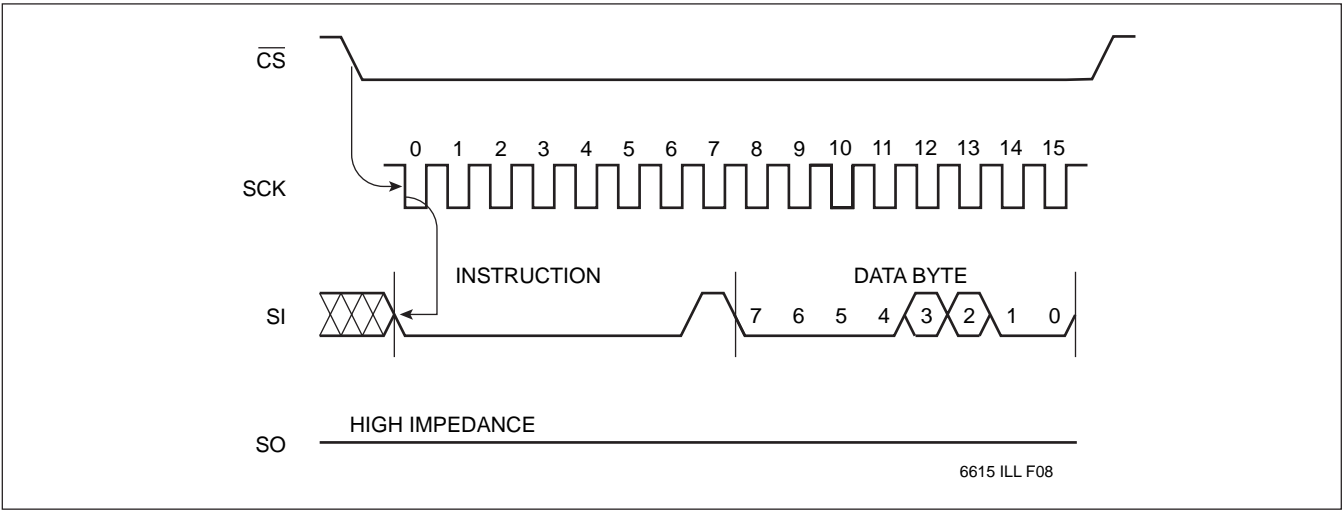 C̅S̅
0 1 2 3 4 5 6 7 8 9 10 11 12 13 14 15
SCK
INSTRUCTION DATA BYTE
SI 7 6 5 4 3 2 1 0
HIGH IMPEDANCE
SO
6615 ILL F08